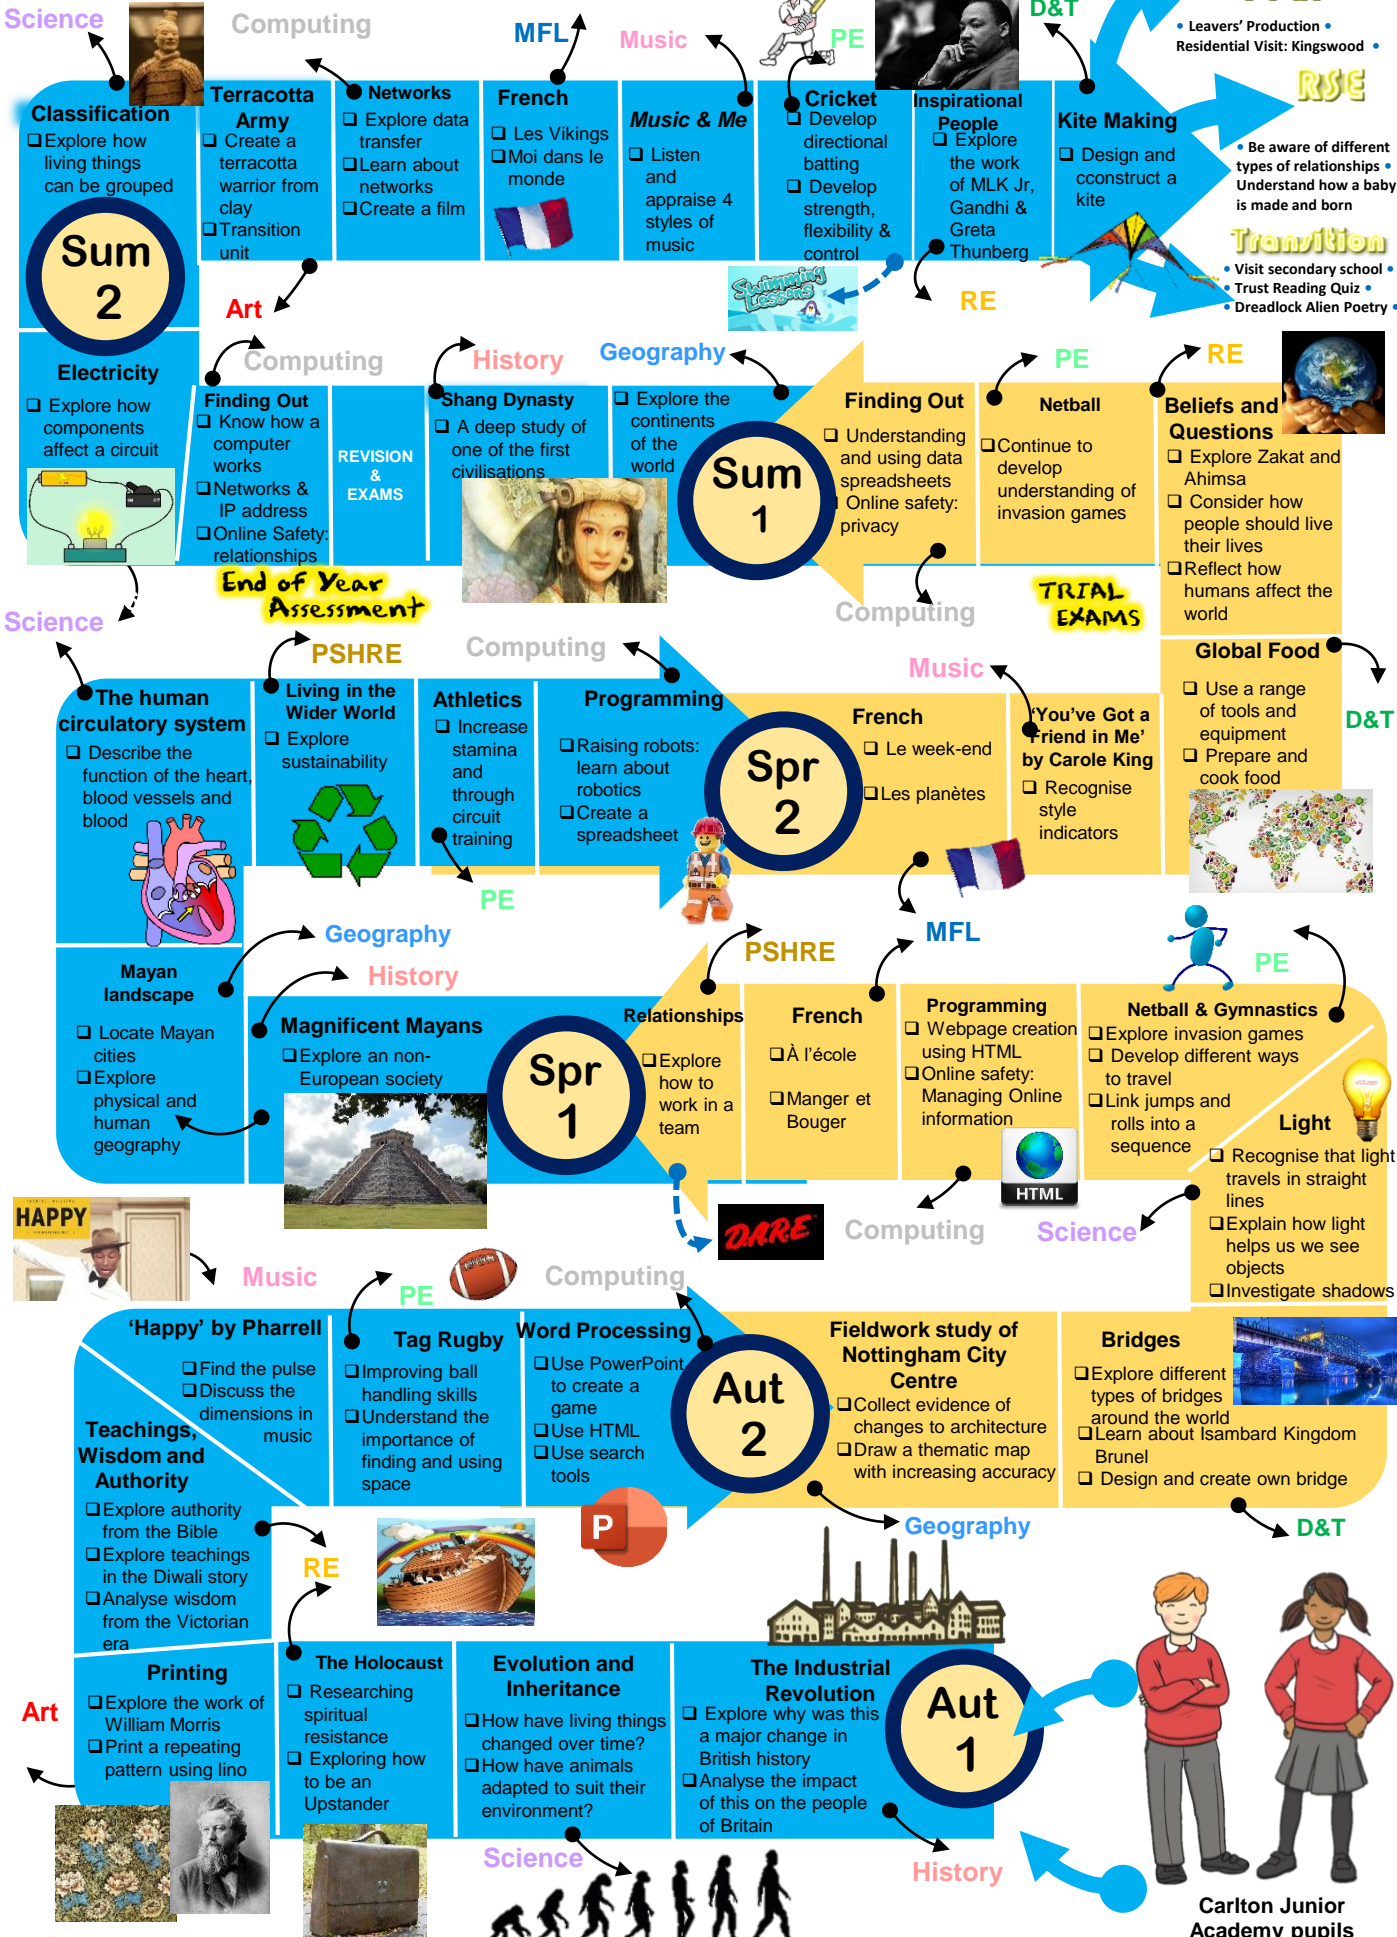 Science
Computing
MFL
Music
PE
D&T
• Leavers' Production •
Residential Visit: Kingswood •
RSE
• Be aware of different
types of relationships •
Understand how a baby
is made and born
Transition
• Visit secondary school •
• Trust Reading Quiz •
• Dreadlock Alien Poetry •
Classification
Explore how
living things
can be grouped
Terracotta
Army
Create a
terracotta
warrior from
clay
Transition
unit
Networks
Explore data
transfer
Learn about
networks
Create a film
French
Les Vikings
Moi dans le
monde
Music & Me
Listen
and
appraise 4
styles of
music
Cricket
Develop
directional
batting
Develop
strength,
flexibility &
control
Inspirational
People
Explore
the work
of MLK Jr,
Gandhi &
Greta
Thunberg
Kite Making
Design and
cconstruct a
kite
Sum
2
Art
Swimming
Lessons
RE
Electricity
Explore how
components
affect a circuit
Computing
History
Geography
PE
RE
Finding Out
Know how a
computer
works
Networks &
IP address
Online Safety:
relationships
REVISION
&
EXAMS
Shang Dynasty
A deep study of
one of the first
civilisations
Explore the
continents
of the
world
Sum
1
Finding Out
Understanding
and using data
spreadsheets
Online safety:
privacy
Netball
Continue to
develop
understanding of
invasion games
Beliefs and
Questions
Explore Zakat and
Ahimsa
Consider how
people should live
their lives
Reflect how
humans affect the
world
End of Year
Assessment
Computing
TRIAL
EXAMS
Science
PSHRE
Computing
Music
Global Food
Use a range
of tools and
equipment
Prepare and
cook food
D&T
The human
circulatory system
Describe the
function of the heart,
blood vessels and
blood
Living in the
Wider World
Explore
sustainability
Athletics
Increase
stamina
and
through
circuit
training
Programming
Raising robots:
learn about
robotics
Create a
spreadsheet
Spr
2
French
Le week-end
Les planètes
'You've Got a
Friend in Me'
by Carole King
Recognise
style
indicators
PE
Geography
History
PSHRE
MFL
PE
Mayan
landscape
Locate Mayan
cities
Explore
physical and
human
geography
Magnificent Mayans
Explore an non-
European society
Spr
1
Relationships
Explore
how to
work in a
team
French
À l'école
Manger et
Bouger
Programming
Webpage creation
using HTML
Online safety:
Managing Online
information
HTML
Netball & Gymnastics
Explore invasion games
Develop different ways
to travel
Link jumps and
rolls into a
sequence
Light
Recognise that light
travels in straight
lines
Explain how light
helps us we see
objects
Investigate shadows
HAPPY
Music
D.A.R.E
Computing
Science
PE
Computing
'Happy' by Pharrell
Find the pulse
Discuss the
dimensions in
music
Tag Rugby
Improving ball
handling skills
Understand the
importance of
finding and using
space
Word Processing
Use PowerPoint
to create a
game
Use HTML
Use search
tools
P
Aut
2
Fieldwork study of
Nottingham City
Centre
Collect evidence of
changes to architecture
Draw a thematic map
with increasing accuracy
Bridges
Explore different
types of bridges
around the world
Learn about Isambard Kingdom
Brunel
Design and create own bridge
Geography
D&T
Teachings,
Wisdom and
Authority
Explore authority
from the Bible
Explore teachings
in the Diwali story
Analyse wisdom
from the Victorian
era
RE
Art
Printing
Explore the work of
William Morris
Print a repeating
pattern using lino
The Holocaust
Researching
spiritual
resistance
Exploring how
to be an
Upstander
Evolution and
Inheritance
How have living things
changed over time?
How have animals
adapted to suit their
environment?
Science
The Industrial
Revolution
Explore why was this
a major change in
British history
Analyse the impact
of this on the people
of Britain
History
Aut
1
Carlton Junior
Academy pupils